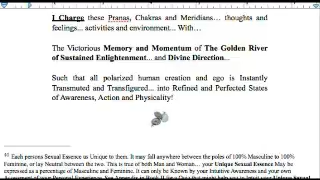 I Charge these Pranas, Chakras and Meridians... thoughts and
feelings... activities and environment... With…
The Victorious Memory and Momentum of The Golden River
of Sustained Enlightenment... and Divine Direction...
Such that all polarized human creation and ego is Instantly
Transmuted and Transfigured... into Refined and Perfected States
of Awareness, Action and Physicality!
Each persons Sexual Essence is Unique to them. It may fall anywhere between the poles of 100% Masculine to 100%
Feminine, or lay Neutral between the two. This is true of both Man and Woman... your Unique Sexual Essence May be
expressed as a percentage of Masculine and Feminine. It can only be Known by your Intuitive Awareness and your own